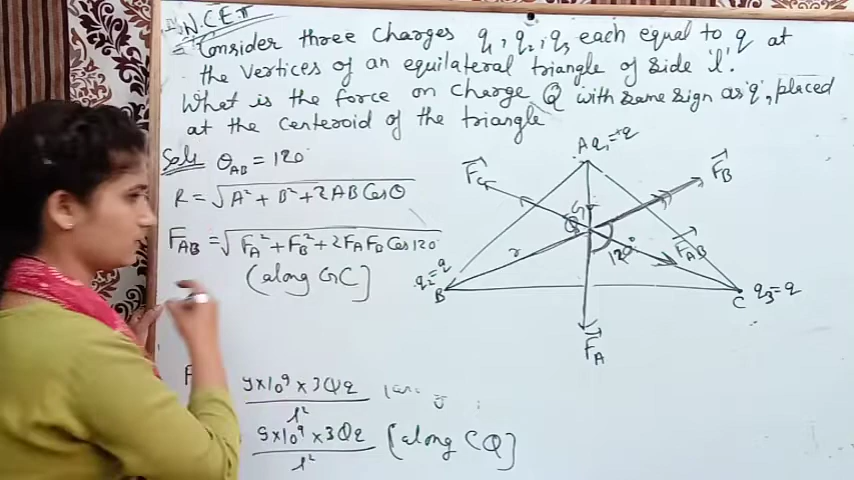 N.C.E.T
Consider three Charges q₁, q₂, q₃ each equal to q at
the vertices of an equilateral triangle of side 'l'.
What is the force on Charge Q with same sign as 'q', placed
at the centeroid of the triangle
Sol: θAB = 120°
R = √A² + B² + 2AB Cos θ
FAB = √FA² + FB² + 2FA FB Cos 120°
(along GC]
F
9×10⁹ × 3Qq
l²
9×10⁹ × 3Qq (along CQ]
l²
A q₁=+q
FC
FB
G
Q
r
120°
FAB
q₂=q
B
C q₃=q
FA